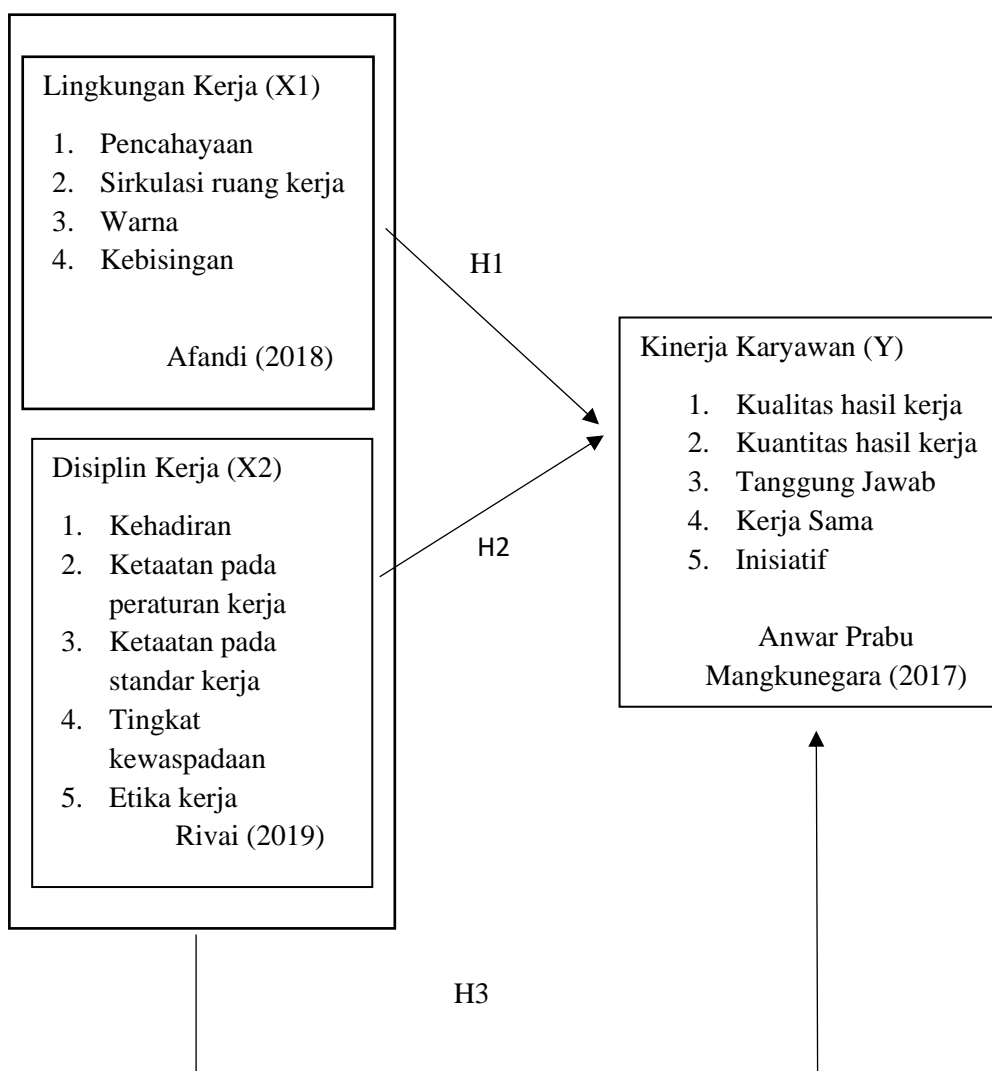 Lingkungan Kerja (X1)
1. Pencahayaan
2. Sirkulasi ruang kerja
3. Warna
4. Kebisingan
Afandi (2018)
H1
Disiplin Kerja (X2)
1. Kehadiran
2. Ketaatan pada
peraturan kerja
3. Ketaatan pada
standar kerja
4. Tingkat
kewaspadaan
5. Etika kerja
Rivai (2019)
H2
Kinerja Karyawan (Y)
1. Kualitas hasil kerja
2. Kuantitas hasil kerja
3. Tanggung Jawab
4. Kerja Sama
5. Inisiatif
Anwar Prabu
Mangkunegara (2017)
H3